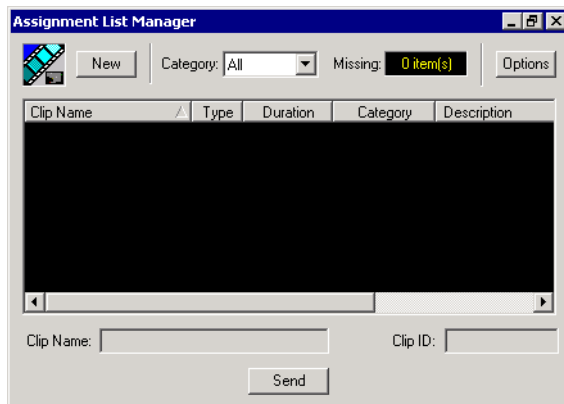 Assignment List Manager
New Category: All Missing: 0 item(s) Options
Clip Name Type Duration Category Description
Clip Name: Clip ID:
Send